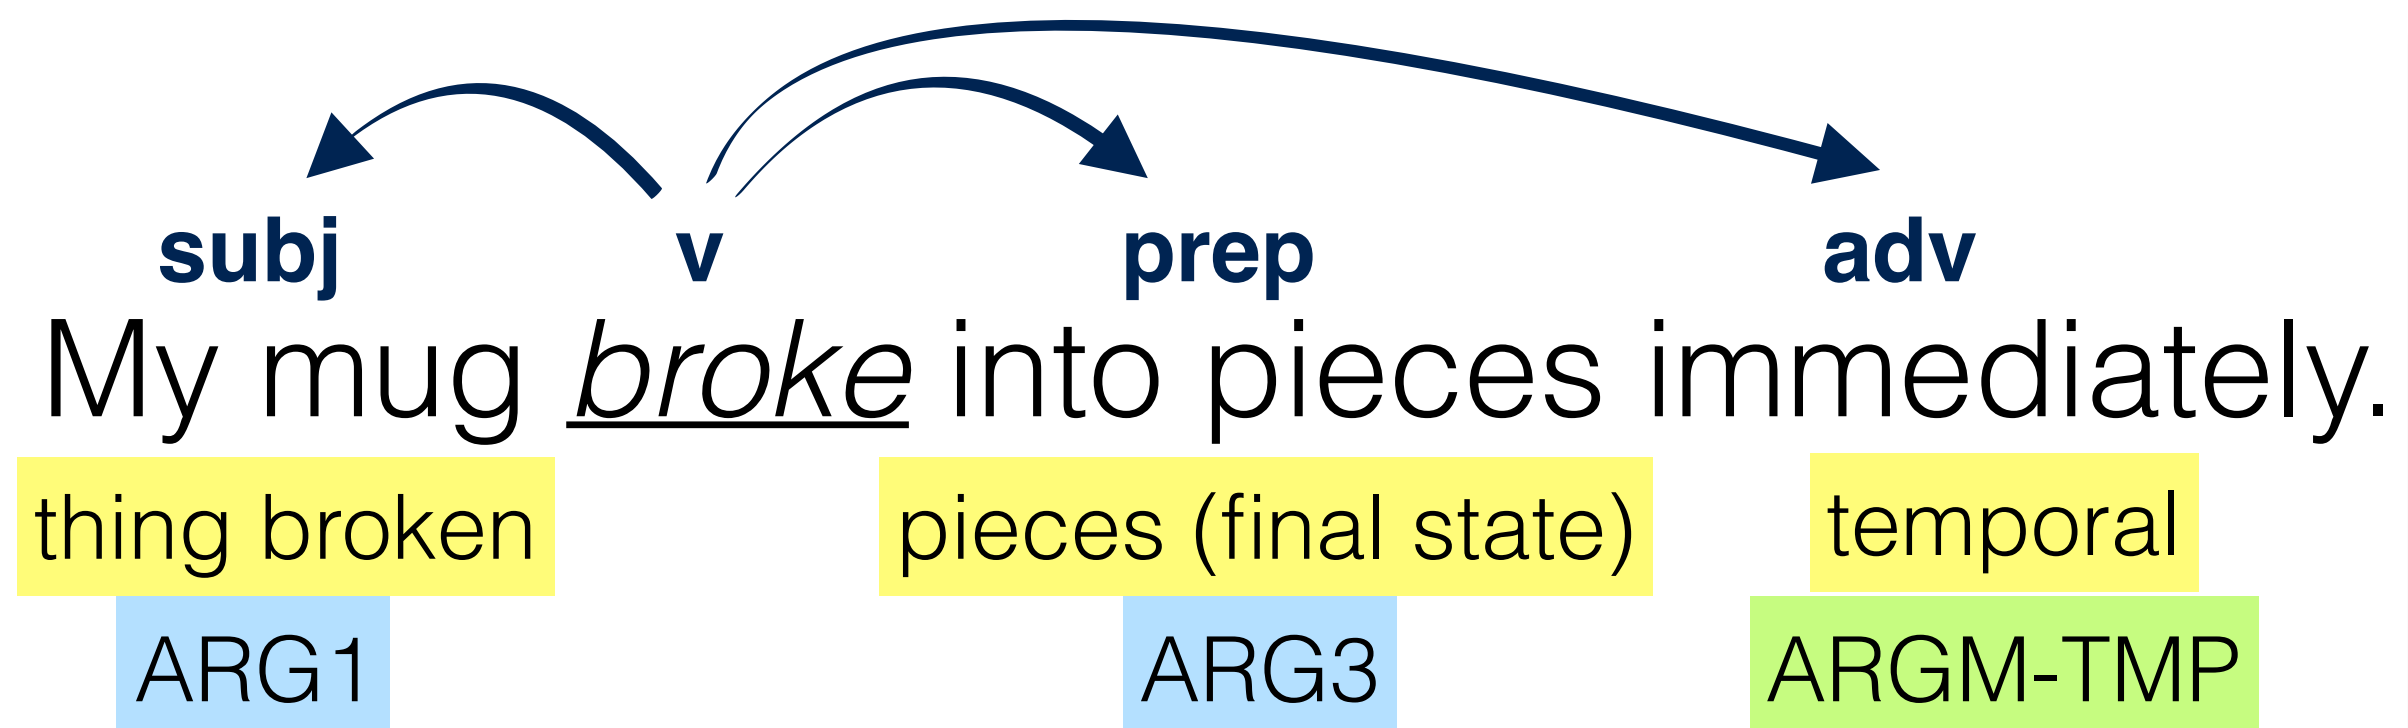 subj v prep adv
My mug broke into pieces immediately.
thing broken pieces (final state) temporal
ARG1 ARG3 ARGM-TMP